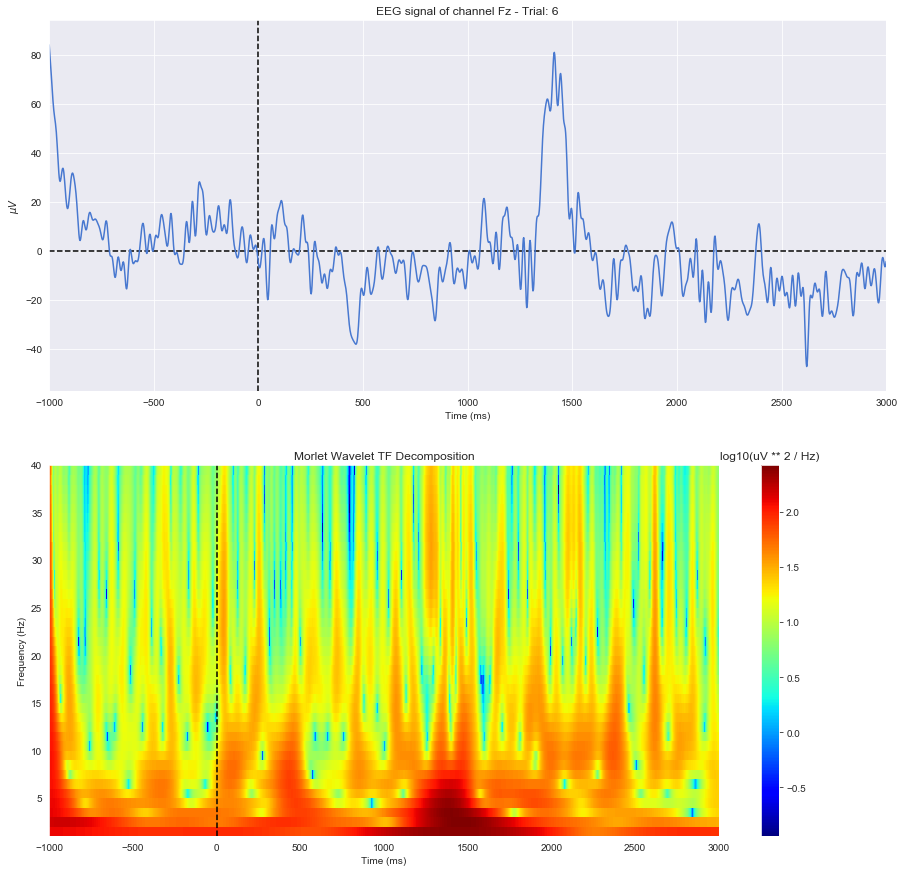 EEG signal of channel Fz - Trial: 6
μV
80
60
40
20
0
−20
−40
−1000 −500 0 500 1000 1500 2000 2500 3000
Time (ms)
Morlet Wavelet TF Decomposition
log10(uV ** 2 / Hz)
Frequency (Hz)
40
35
30
25
20
15
10
5
2.0
1.5
1.0
0.5
0.0
−0.5
−1000 −500 0 500 1000 1500 2000 2500 3000
Time (ms)